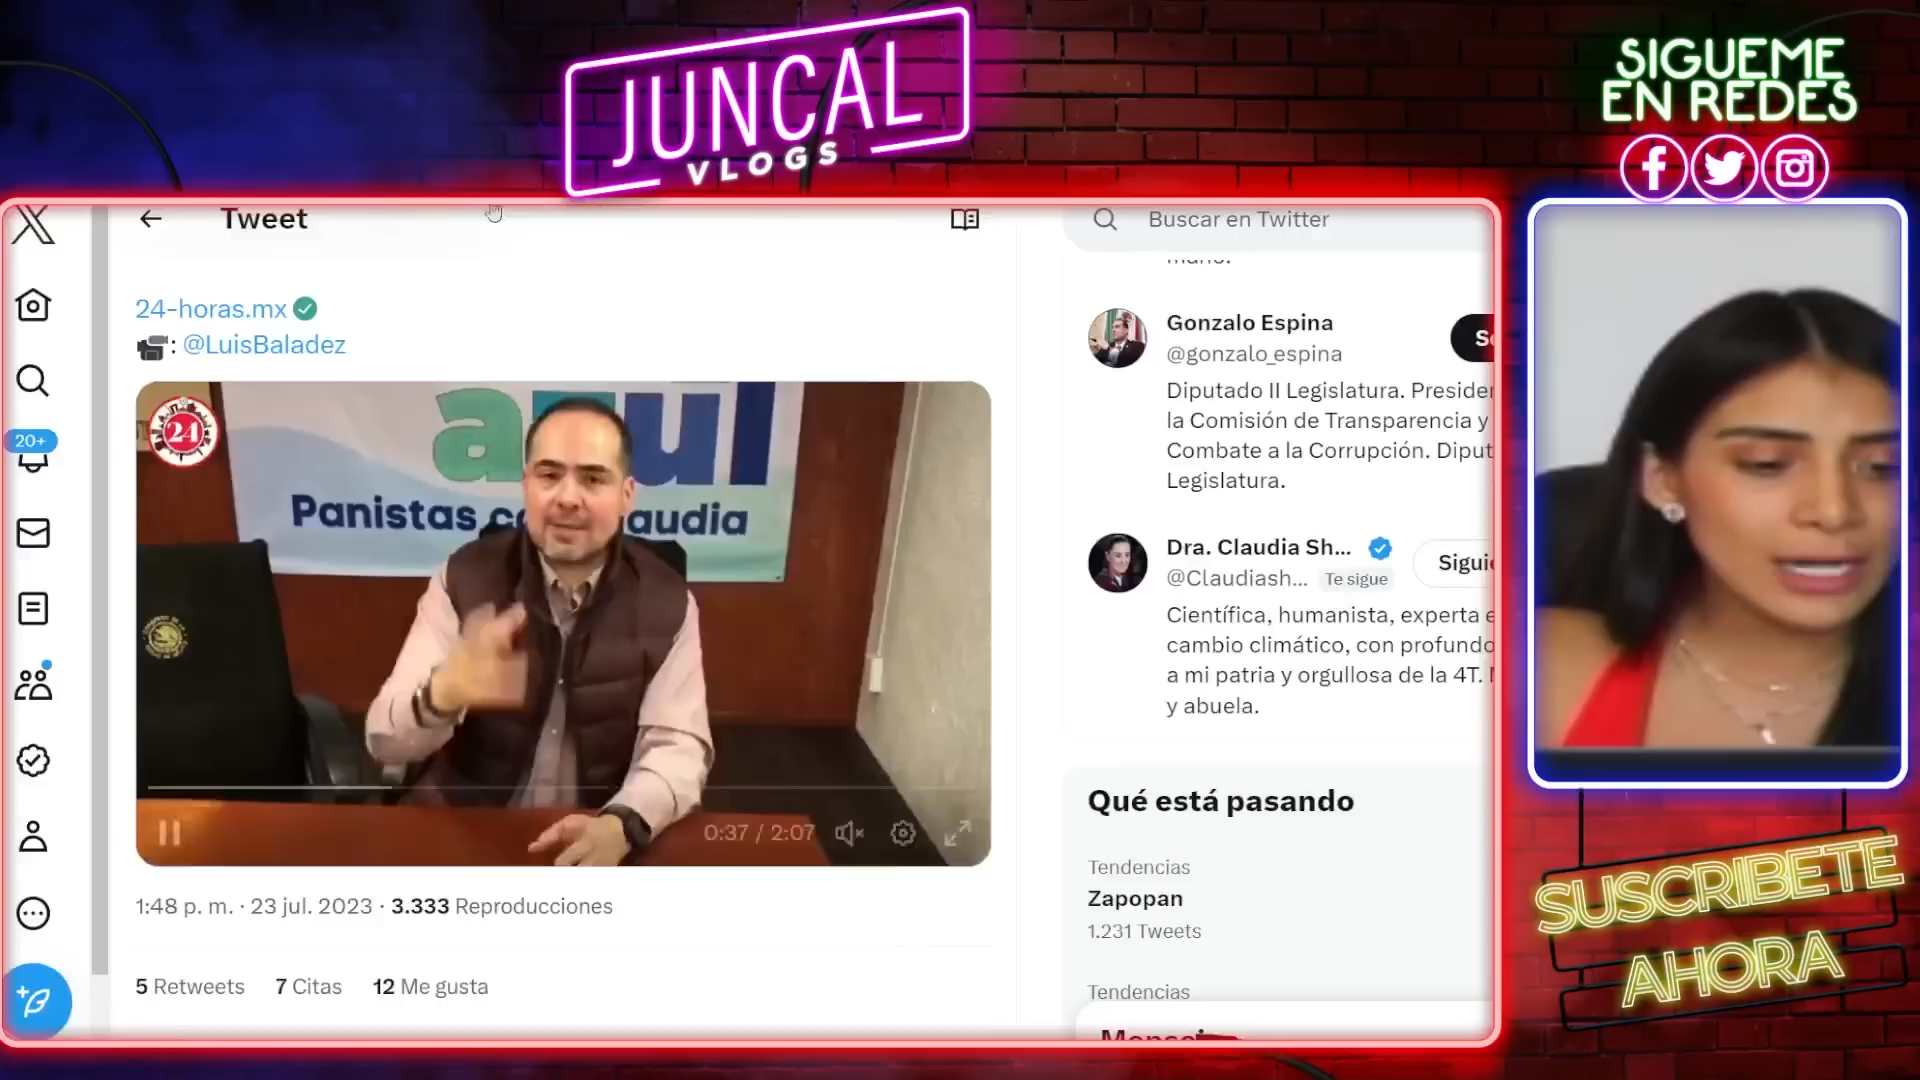 JUNCAL
VLOGS
SIGUEME
EN REDES
Tweet
24-horas.mx
: @LuisBaladez
24
azul
Panistas
1:48 p. m. · 23 jul. 2023 · 3.333 Reproducciones
5 Retweets 7 Citas 12 Me gusta
0:37 / 2:07
20+
Buscar en Twitter
Gonzalo Espina
@gonzalo_espina
Diputado II Legislatura. Presiden
la Comisión de Transparencia y
Combate a la Corrupción. Diput
Legislatura.
Dra. Claudia Sh...
@Claudiash... Te sigue
Siguie
Científica, humanista, experta e
cambio climático, con profundo
a mi patria y orgullosa de la 4T.
y abuela.
Qué está pasando
Tendencias
Zapopan
1.231 Tweets
Tendencias
SUSCRIBETE
AHORA